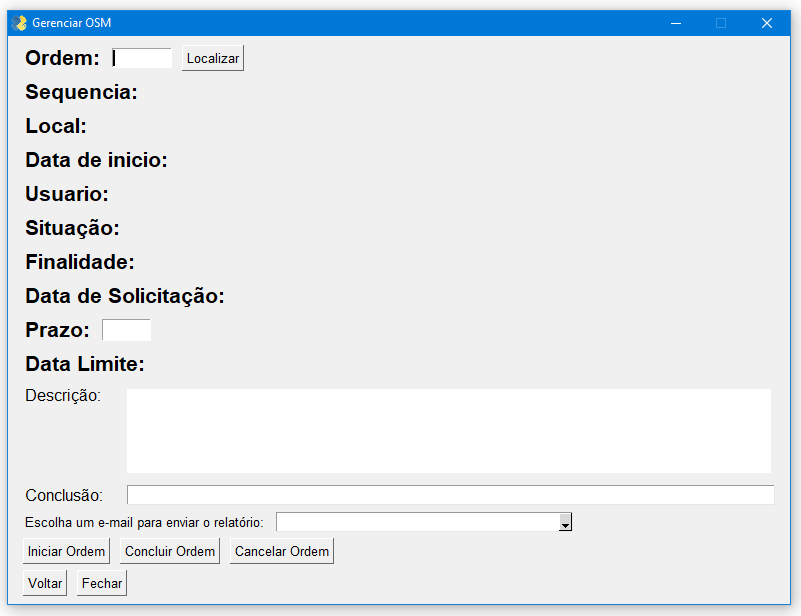 Gerenciar OSM
Ordem: Localizar
Sequencia:
Local:
Data de inicio:
Usuario:
Situação:
Finalidade:
Data de Solicitação:
Prazo:
Data Limite:
Descrição:
Conclusão:
Escolha um e-mail para enviar o relatório:
Iniciar Ordem Concluir Ordem Cancelar Ordem
Voltar Fechar